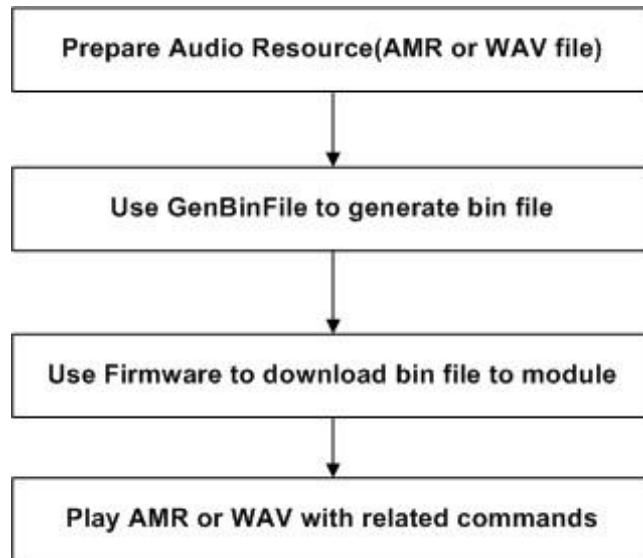 Prepare Audio Resource(AMR or WAV file)
Use GenBinFile to generate bin file
Use Firmware to download bin file to module
Play AMR or WAV with related commands